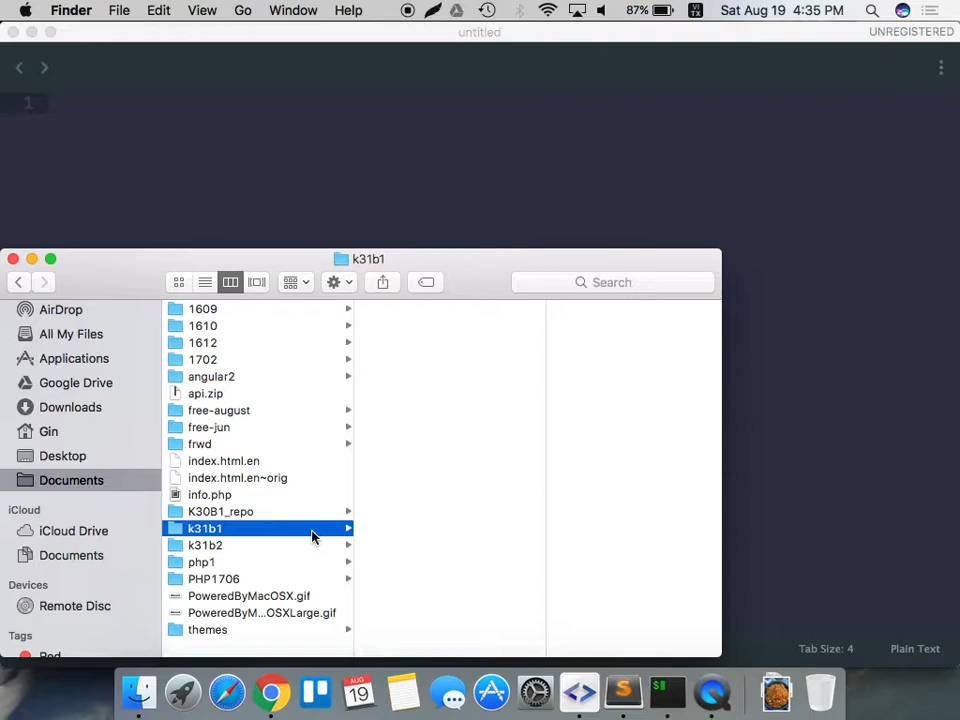 Finder File Edit View Go Window Help 87% VI TX Sat Aug 19 4:35 PM
untitled UNREGISTERED
1
k31b1
Search
AirDrop
All My Files
Applications
Google Drive
Downloads
Gin
Desktop
Documents
iCloud
iCloud Drive
Documents
Devices
Remote Disc
Tags
Red
1609
1610
1612
1702
angular2
api.zip
free-august
free-jun
frwd
index.html.en
index.html.en~orig
info.php
K30B1_repo
k31b1
k31b2
php1
PHP1706
PoweredByMacOSX.gif
PoweredByM...OSXLarge.gif
themes
Tab Size: 4 Plain Text
AUG
19
$